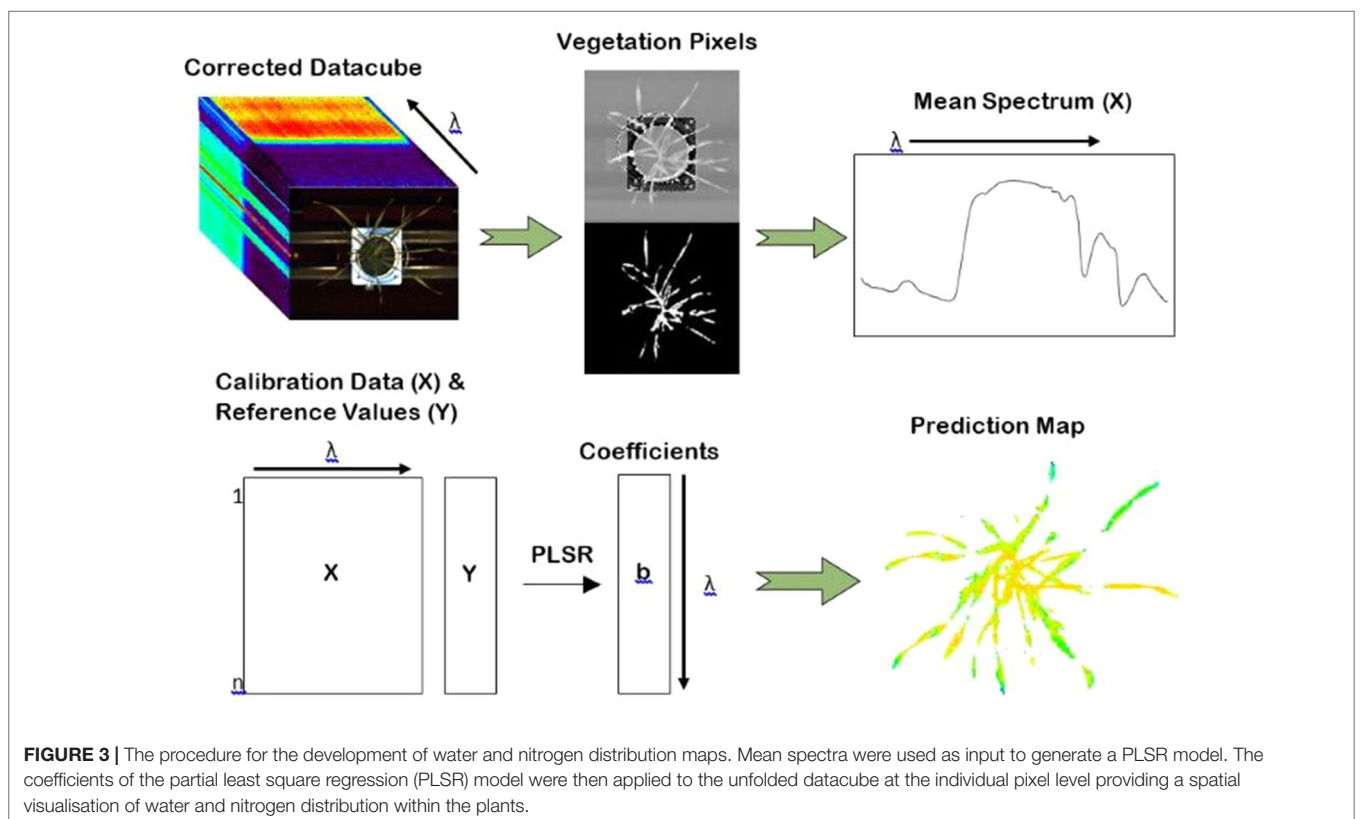 Corrected Datacube
λ
Vegetation Pixels
Mean Spectrum (X)
λ
Calibration Data (X) &
Reference Values (Y)
λ
1
n
X
Y
PLSR
Coefficients
b
λ
Prediction Map
FIGURE 3 | The procedure for the development of water and nitrogen distribution maps. Mean spectra were used as input to generate a PLSR model. The
coefficients of the partial least square regression (PLSR) model were then applied to the unfolded datacube at the individual pixel level providing a spatial
visualisation of water and nitrogen distribution within the plants.